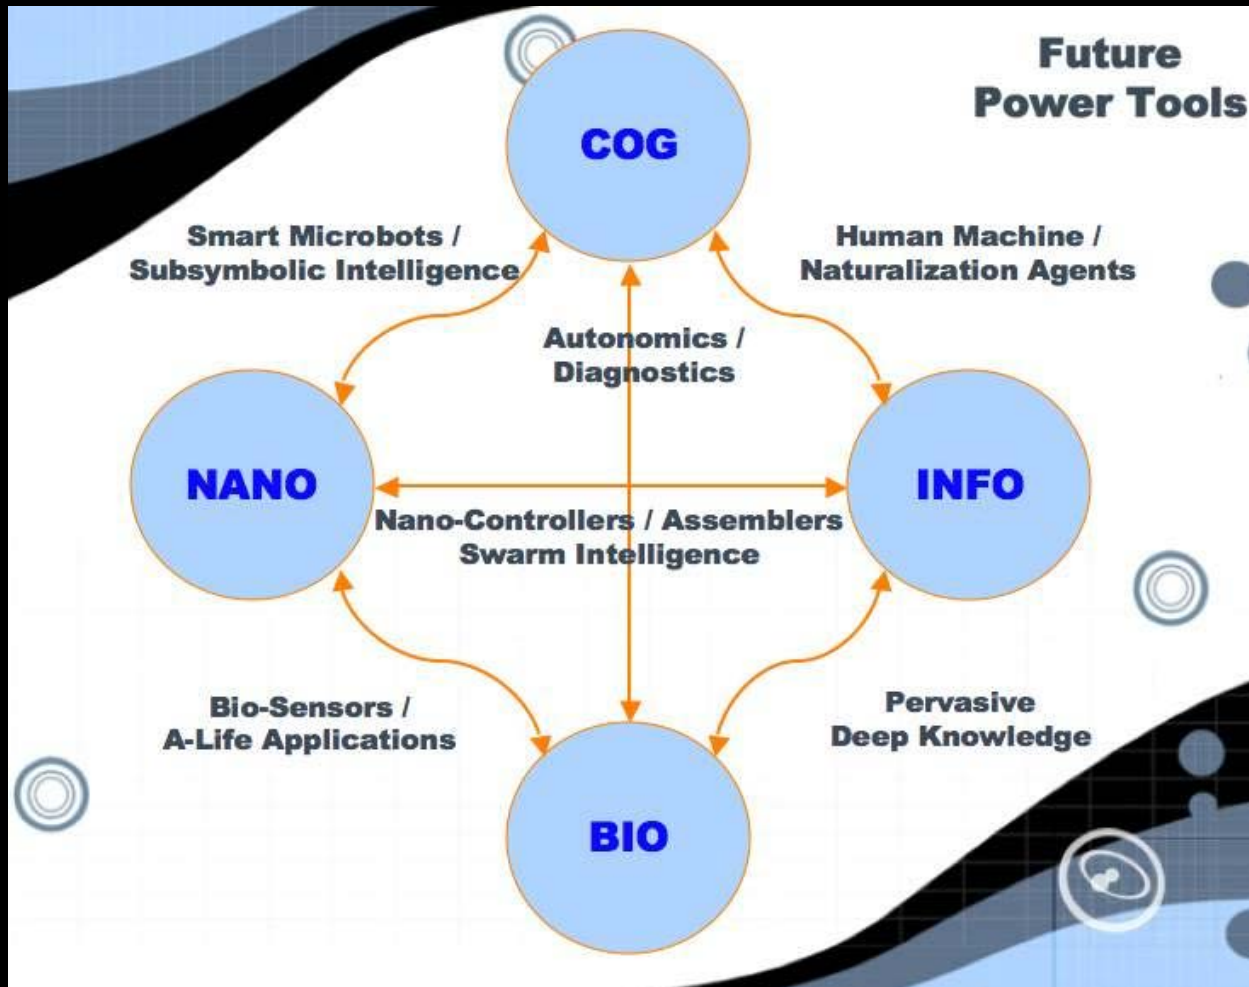 Future
Power Tools
COG
Smart Microbots /
Subsymbolic Intelligence
Human Machine /
Naturalization Agents
Autonomics /
Diagnostics
NANO
INFO
Nano-Controllers / Assemblers
Swarm Intelligence
Bio-Sensors /
A-Life Applications
Pervasive
Deep Knowledge
BIO